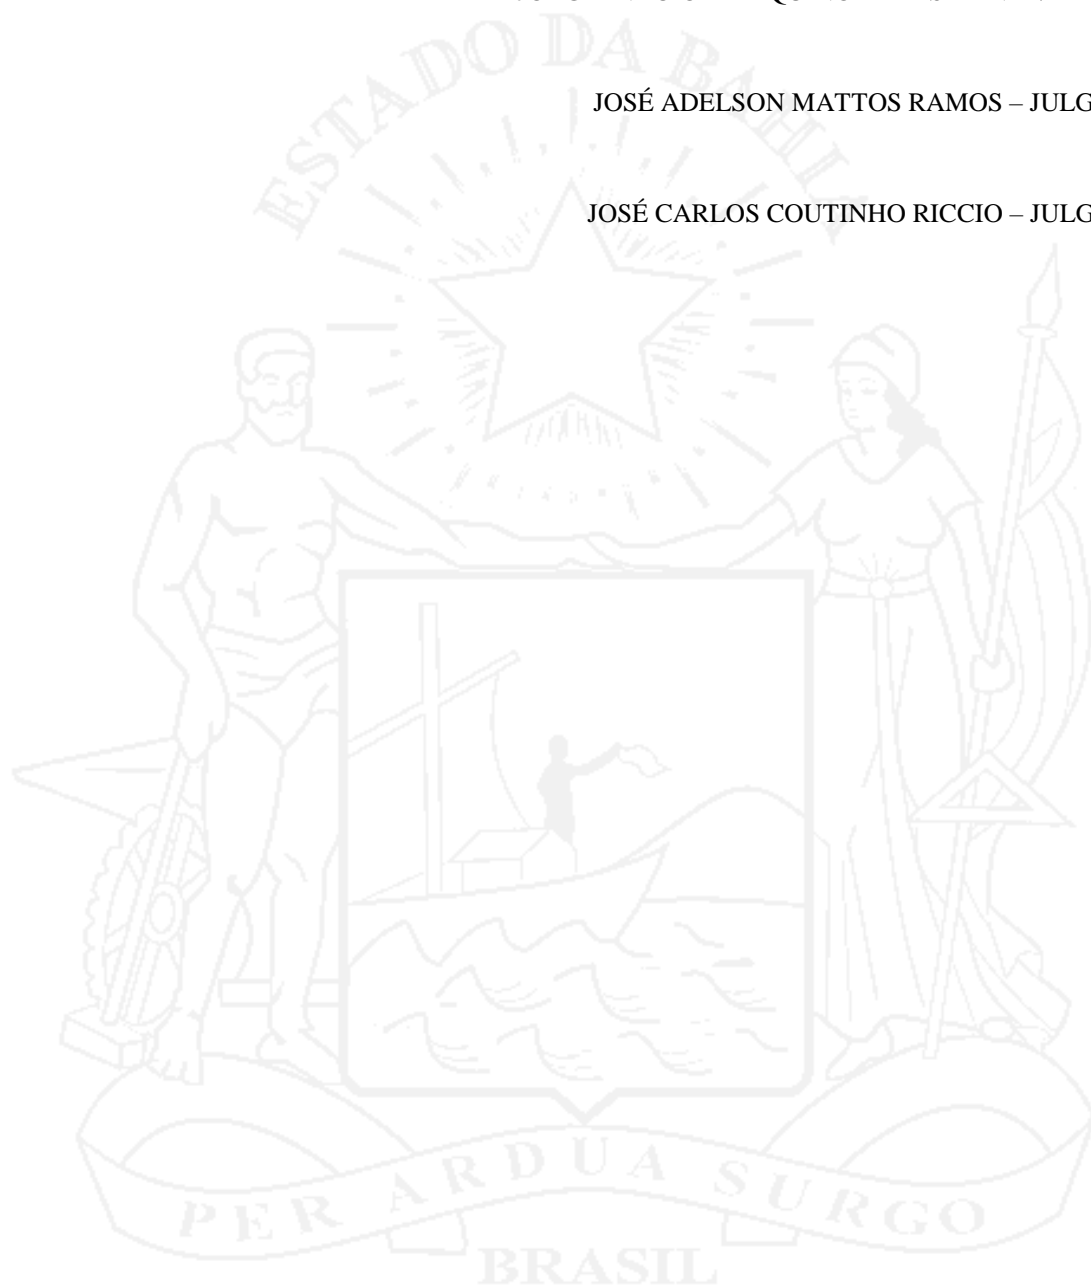 JOSÉ ADELSON MATTOS RAMOS – JULG
JOSÉ CARLOS COUTINHO RICCIO – JULG
ESTADO DA BAHIA
PER ARDUA SURGO
BRASIL